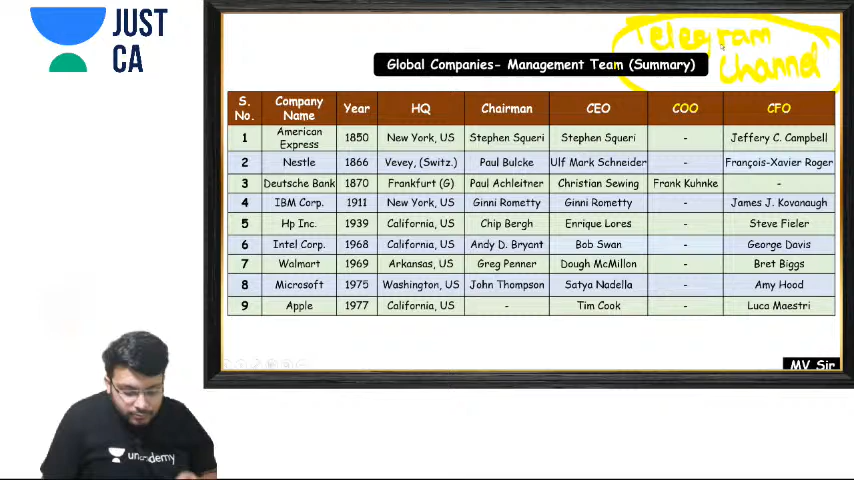 JUST
CA
Telegram
channel
Global Companies- Management Team (Summary)
S. No. Company Name Year HQ Chairman CEO COO CFO
1 American Express 1850 New York, US Stephen Squeri Stephen Squeri - Jeffery C. Campbell
2 Nestle 1866 Vevey, (Switz.) Paul Bulcke Ulf Mark Schneider - François-Xavier Roger
3 Deutsche Bank 1870 Frankfurt (G) Paul Achleitner Christian Sewing Frank Kuhnke -
4 IBM Corp. 1911 New York, US Ginni Rometty Ginni Rometty - James J. Kovanaugh
5 Hp Inc. 1939 California, US Chip Bergh Enrique Lores - Steve Fieler
6 Intel Corp. 1968 California, US Andy D. Bryant Bob Swan - George Davis
7 Walmart 1969 Arkansas, US Greg Penner Dough McMillon - Bret Biggs
8 Microsoft 1975 Washington, US John Thompson Satya Nadella - Amy Hood
9 Apple 1977 California, US - Tim Cook - Luca Maestri
MV Sir
unacademy